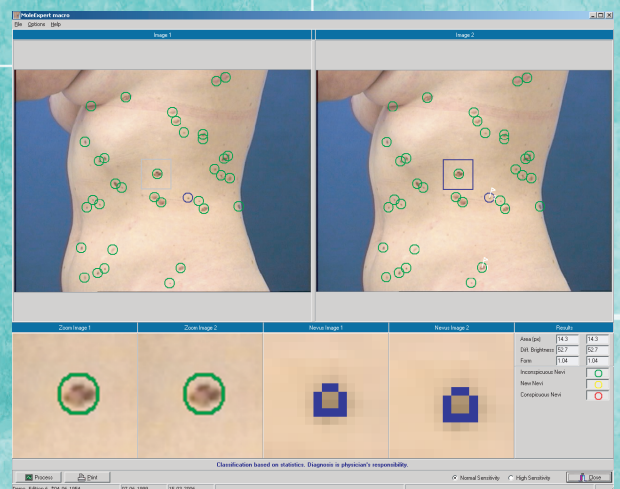 MoleExpert macro
File Options Help
Image 1 Image 2
Zoom Image 1 Zoom Image 2 Nevus Image 1 Nevus Image 2 Results
Area (px) 14.3 14.3
Diff. Brightness 52.7 52.7
Form 1.04 1.04
Inconspicuous Nevi
New Nevi
Conspicuous Nevi
Classification based on statistics. Diagnosis is physician's responsibility.
Process Print Normal Sensitivity High Sensitivity Close